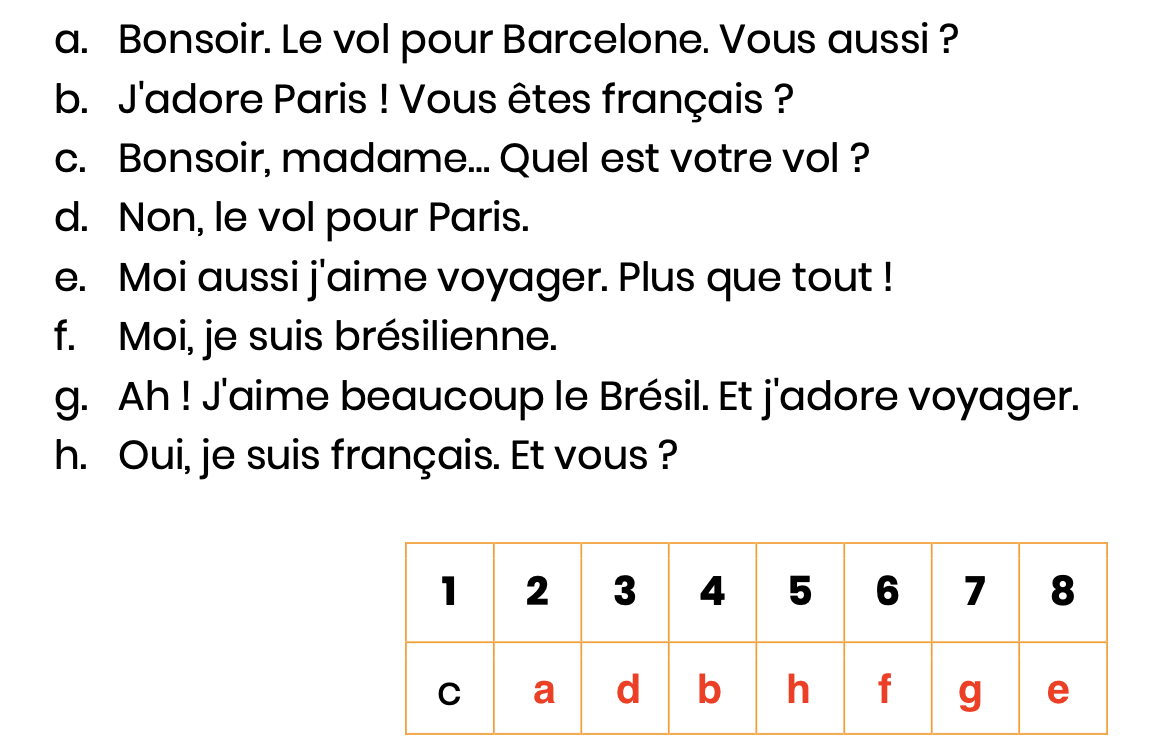 a. Bonsoir. Le vol pour Barcelone. Vous aussi ?
b. J'adore Paris ! Vous êtes français ?
c. Bonsoir, madame... Quel est votre vol ?
d. Non, le vol pour Paris.
e. Moi aussi j'aime voyager. Plus que tout !
f. Moi, je suis brésilienne.
g. Ah ! J'aime beaucoup le Brésil. Et j'adore voyager.
h. Oui, je suis français. Et vous ?
1 2 3 4 5 6 7 8
c a d b h f g e